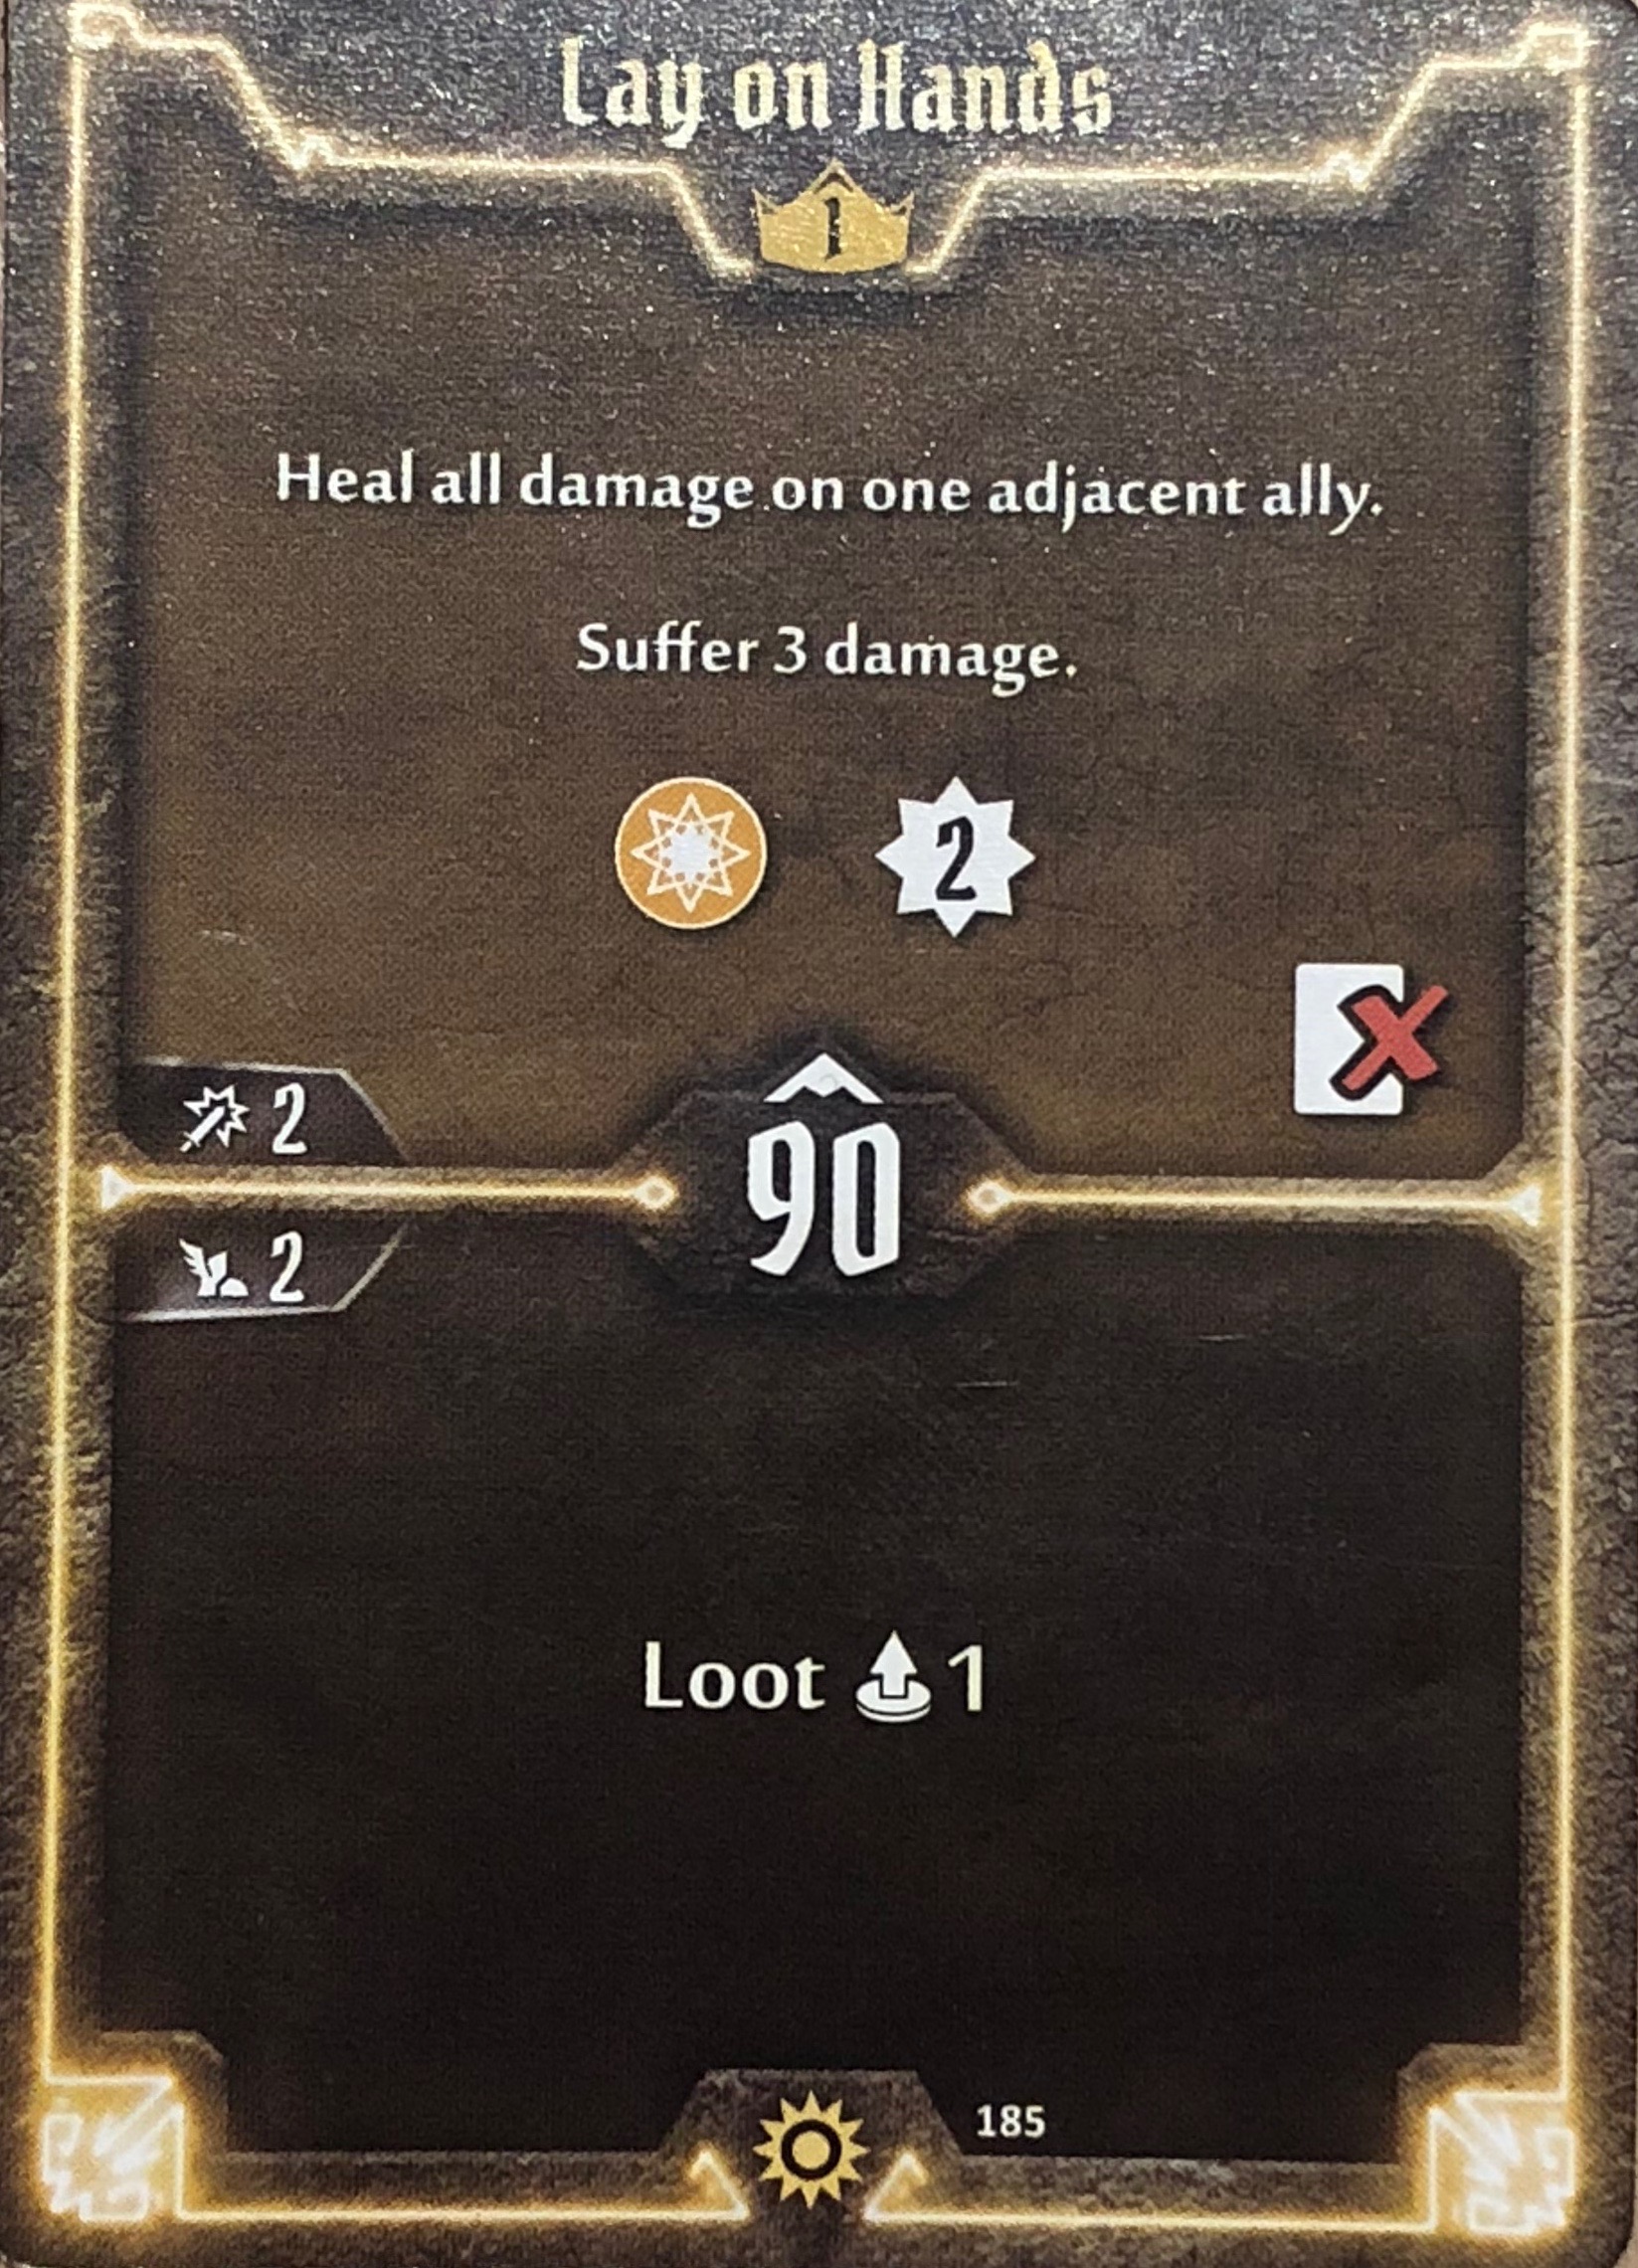 Lay on Hands
1
Heal all damage on one adjacent ally.
Suffer 3 damage.
2
2
90
2
Loot 1
185